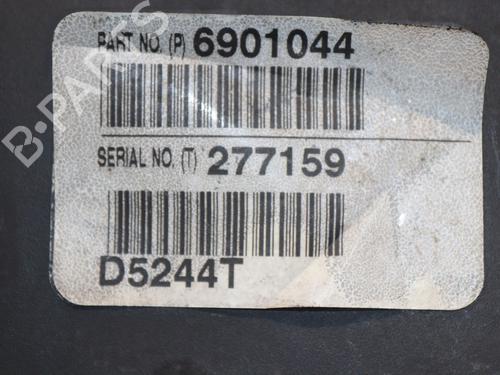 PART NO. (P) 6901044
SERIAL NO. (T) 277159
D5244T
B-PARTS